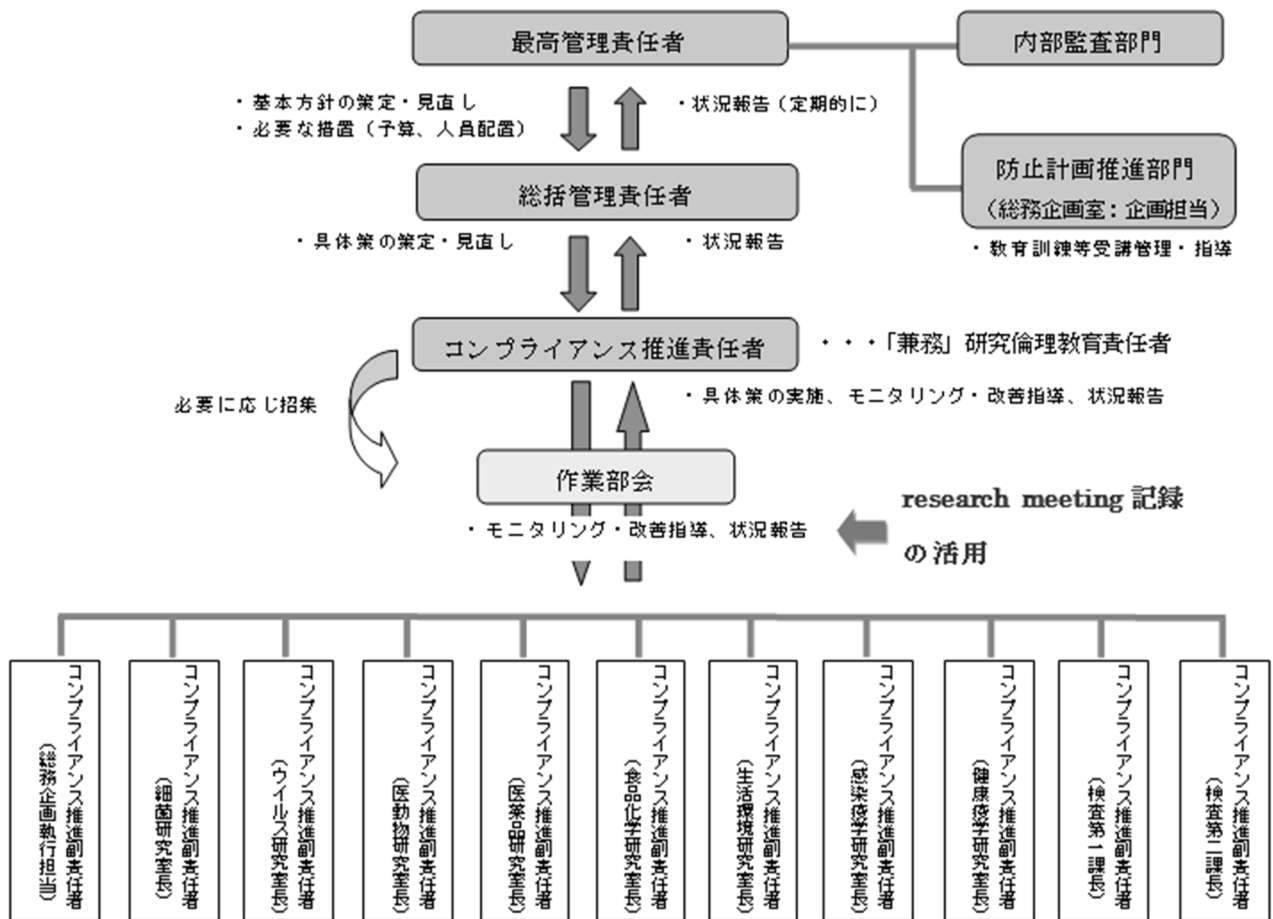 最高管理責任者
内部監査部門
・基本方針の策定・見直し
・必要な措置（予算、人員配置）
・状況報告（定期的に）
防止計画推進部門
（総務企画室：企画担当）
・教育訓練等受講管理・指導
総括管理責任者
・具体策の策定・見直し
・状況報告
コンプライアンス推進責任者
・・・「兼務」研究倫理教育責任者
・具体策の実施、モニタリング・改善指導、状況報告
必要に応じ招集
作業部会
・モニタリング・改善指導、状況報告
research meeting 記録
の活用
コンプライアンス推進副責任者
（総務企画執行担当）
コンプライアンス推進副責任者
（細菌研究室長）
コンプライアンス推進副責任者
（ウイルス研究室長）
コンプライアンス推進副責任者
（医動物研究室長）
コンプライアンス推進副責任者
（医薬品研究室長）
コンプライアンス推進副責任者
（食品化学研究室長）
コンプライアンス推進副責任者
（生活環境研究室長）
コンプライアンス推進副責任者
（感染疫学研究室長）
コンプライアンス推進副責任者
（健康疫学研究室長）
コンプライアンス推進副責任者
（検査第一課長）
コンプライアンス推進副責任者
（検査第二課長）